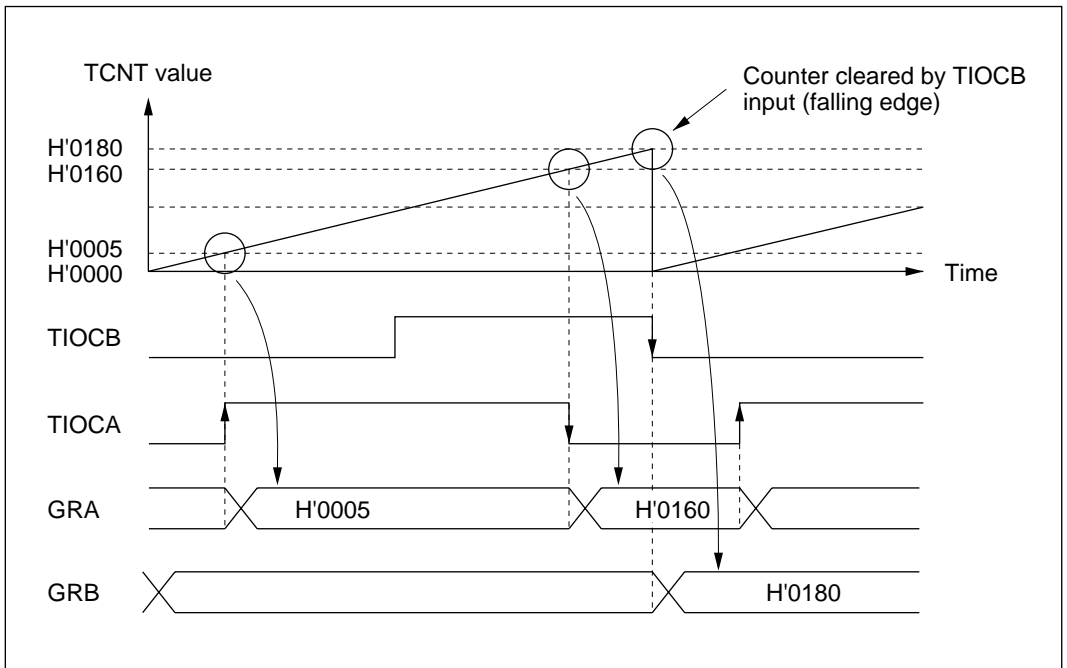 TCNT value
Counter cleared by TIOCB
input (falling edge)
H'0180
H'0160
H'0005
H'0000
Time
TIOCB
TIOCA
GRA
H'0005
H'0160
GRB
H'0180